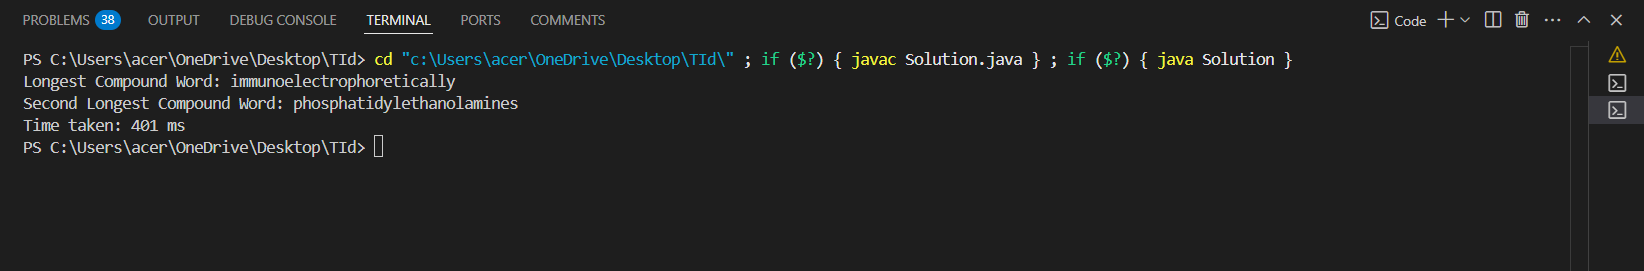 PROBLEMS 38 OUTPUT DEBUG CONSOLE TERMINAL PORTS COMMENTS Code
PS C:\Users\acer\OneDrive\Desktop\TId> cd "c:\Users\acer\OneDrive\Desktop\TId\" ; if ($?) { javac Solution.java } ; if ($?) { java Solution }
Longest Compound Word: immunoelectrophoretically
Second Longest Compound Word: phosphatidylethanolamines
Time taken: 401 ms
PS C:\Users\acer\OneDrive\Desktop\TId>